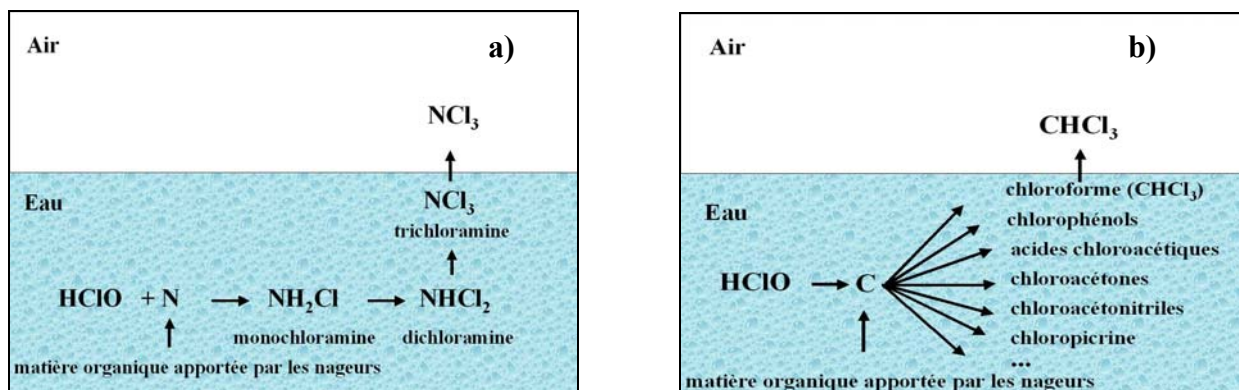 Air
a)
NCl₃
Eau
NCl₃
trichloramine
HClO + N NH₂Cl NHCl₂
monochloramine dichloramine
matière organique apportée par les nageurs
Air
b)
CHCl₃
Eau
chloroforme (CHCl₃)
chlorophénols
acides chloroacétiques
HClO C chloroacétones
chloroacétonitriles
chloropicrine
...
matière organique apportée par les nageurs